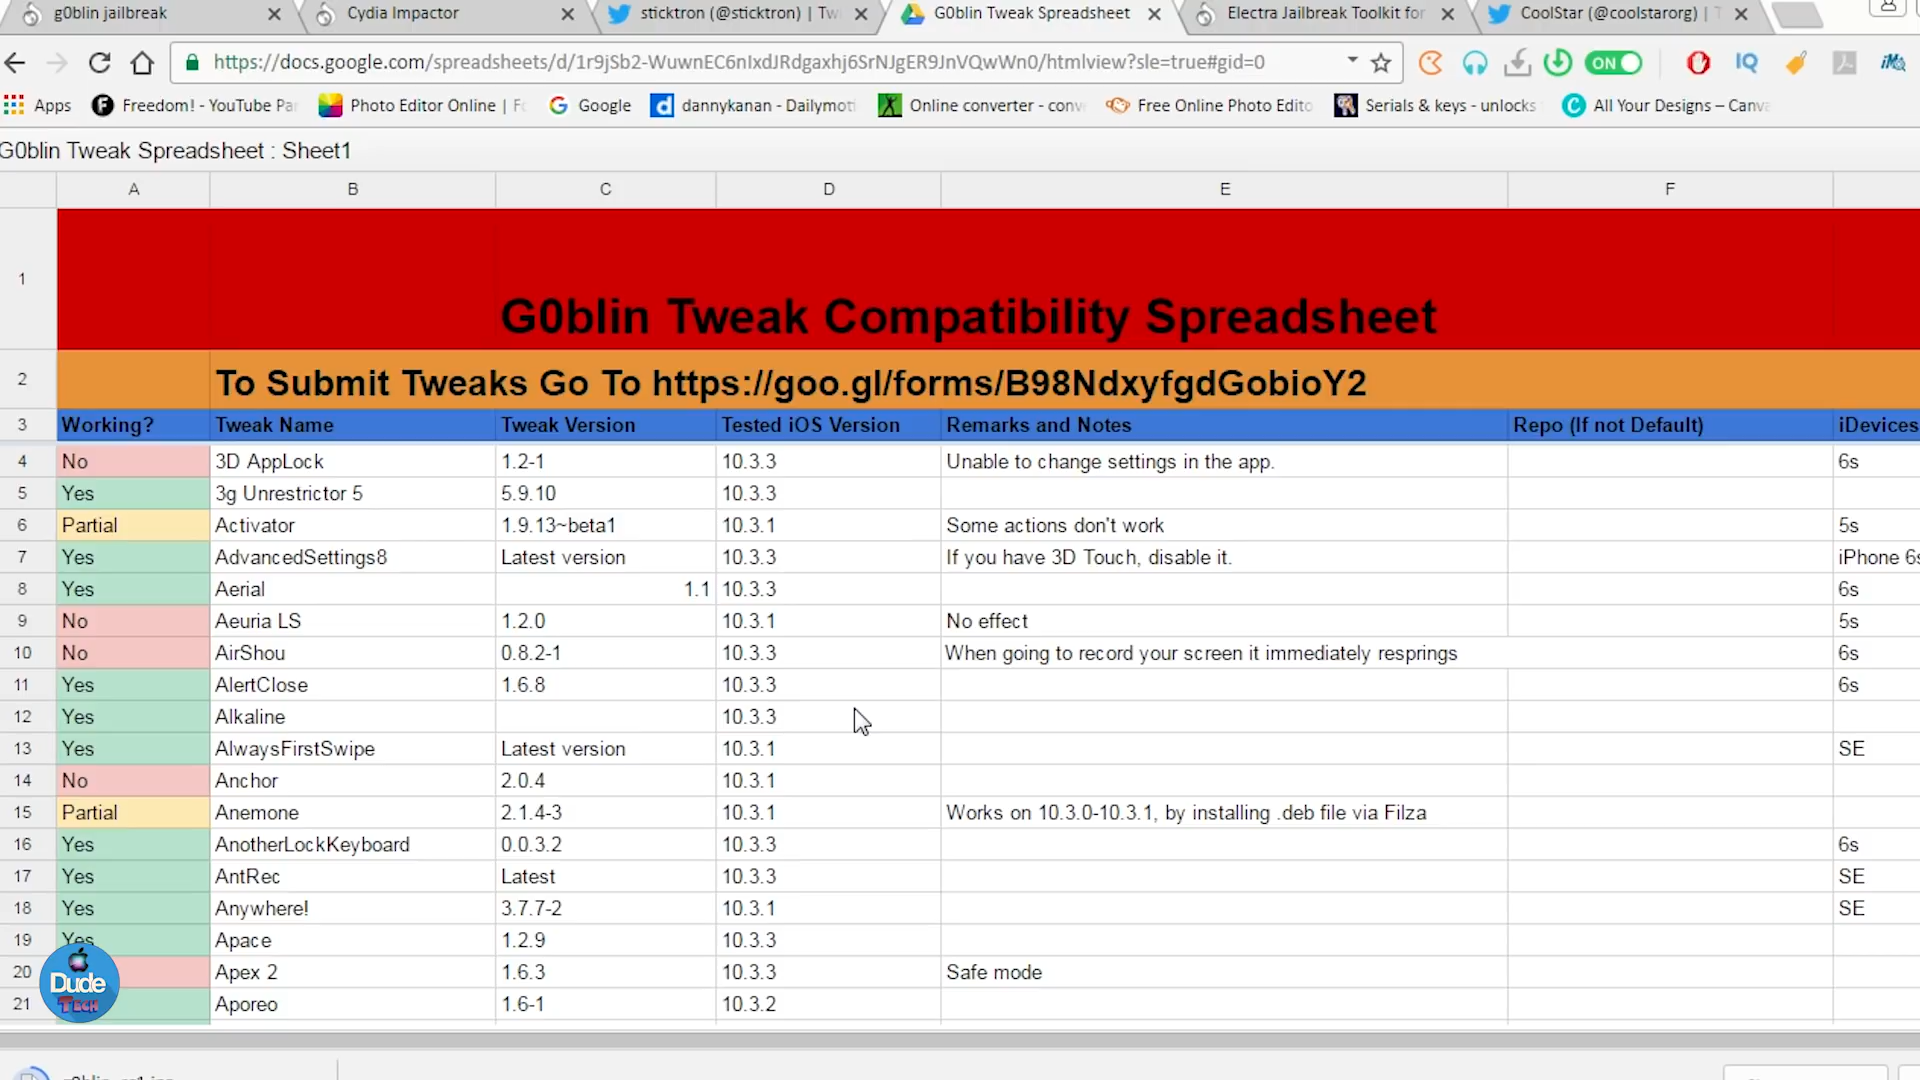 g0blin jailbreak
Cydia Impactor
sticktron (@sticktron) | Tw
G0blin Tweak Spreadsheet
Electra Jailbreak Toolkit for
CoolStar (@coolstarorg) | T
https://docs.google.com/spreadsheets/d/1r9jSb2-WuwnEC6nIxdJRdgaxhj6SrNJgER9JnVQwWn0/htmlview?sle=true#gid=0
ON
IQ
Apps
Freedom! - YouTube Par
Photo Editor Online | Fo
Google
dannykanan - Dailymoti
Online converter - conv
Free Online Photo Edito
Serials & keys - unlocks
All Your Designs – Canva
G0blin Tweak Spreadsheet : Sheet1
A B C D E F
1 G0blin Tweak Compatibility Spreadsheet
2 To Submit Tweaks Go To https://goo.gl/forms/B98NdxyfgdGobioY2
3 Working? Tweak Name Tweak Version Tested iOS Version Remarks and Notes Repo (If not Default) iDevices
4 No 3D AppLock 1.2-1 10.3.3 Unable to change settings in the app. 6s
5 Yes 3g Unrestrictor 5 5.9.10 10.3.3
6 Partial Activator 1.9.13~beta1 10.3.1 Some actions don't work 5s
7 Yes AdvancedSettings8 Latest version 10.3.3 If you have 3D Touch, disable it. iPhone 6s
8 Yes Aerial 1.1 10.3.3 6s
9 No Aeuria LS 1.2.0 10.3.1 No effect 5s
10 No AirShou 0.8.2-1 10.3.3 When going to record your screen it immediately resprings 6s
11 Yes AlertClose 1.6.8 10.3.3 6s
12 Yes Alkaline 10.3.3
13 Yes AlwaysFirstSwipe Latest version 10.3.1 SE
14 No Anchor 2.0.4 10.3.1
15 Partial Anemone 2.1.4-3 10.3.1 Works on 10.3.0-10.3.1, by installing .deb file via Filza
16 Yes AnotherLockKeyboard 0.0.3.2 10.3.3 6s
17 Yes AntRec Latest 10.3.3 SE
18 Yes Anywhere! 3.7.7-2 10.3.1 SE
19 Yes Apace 1.2.9 10.3.3
20 Apex 2 1.6.3 10.3.3 Safe mode
21 Aporeo 1.6-1 10.3.2
Dude
TECH